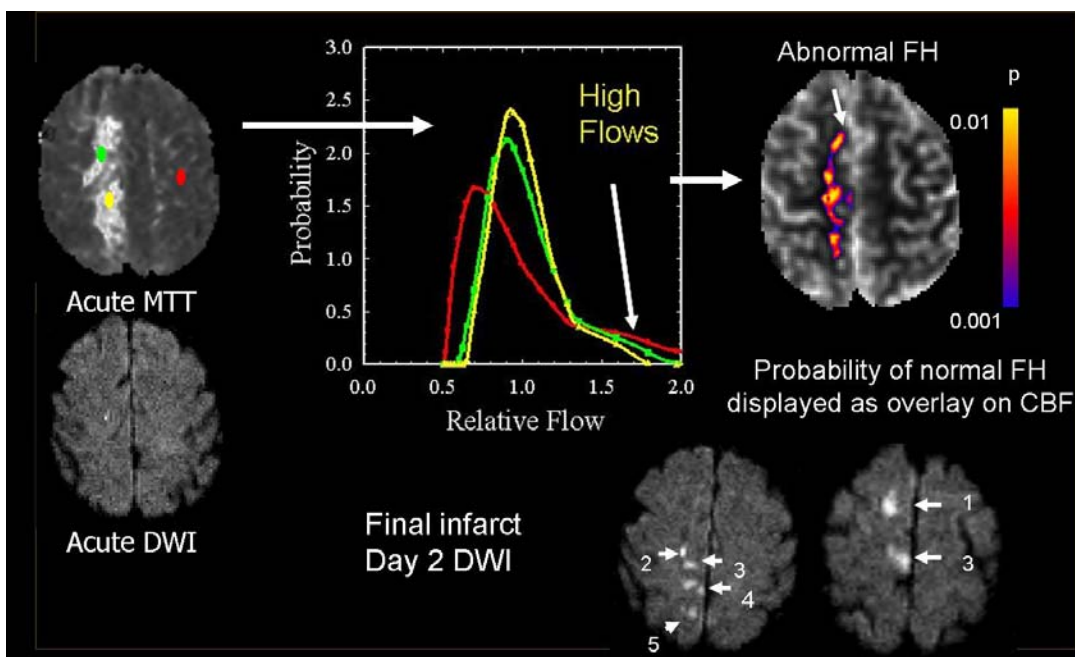 Acute MTT
Acute DWI
3.0
2.5
2.0
1.5
1.0
0.5
0.0
Probability
0.0
0.5
1.0
1.5
2.0
Relative Flow
High
Flows
Abnormal FH
p
0.01
0.001
Probability of normal FH
displayed as overlay on CBF
Final infarct
Day 2 DWI
2
3
4
5
1
3